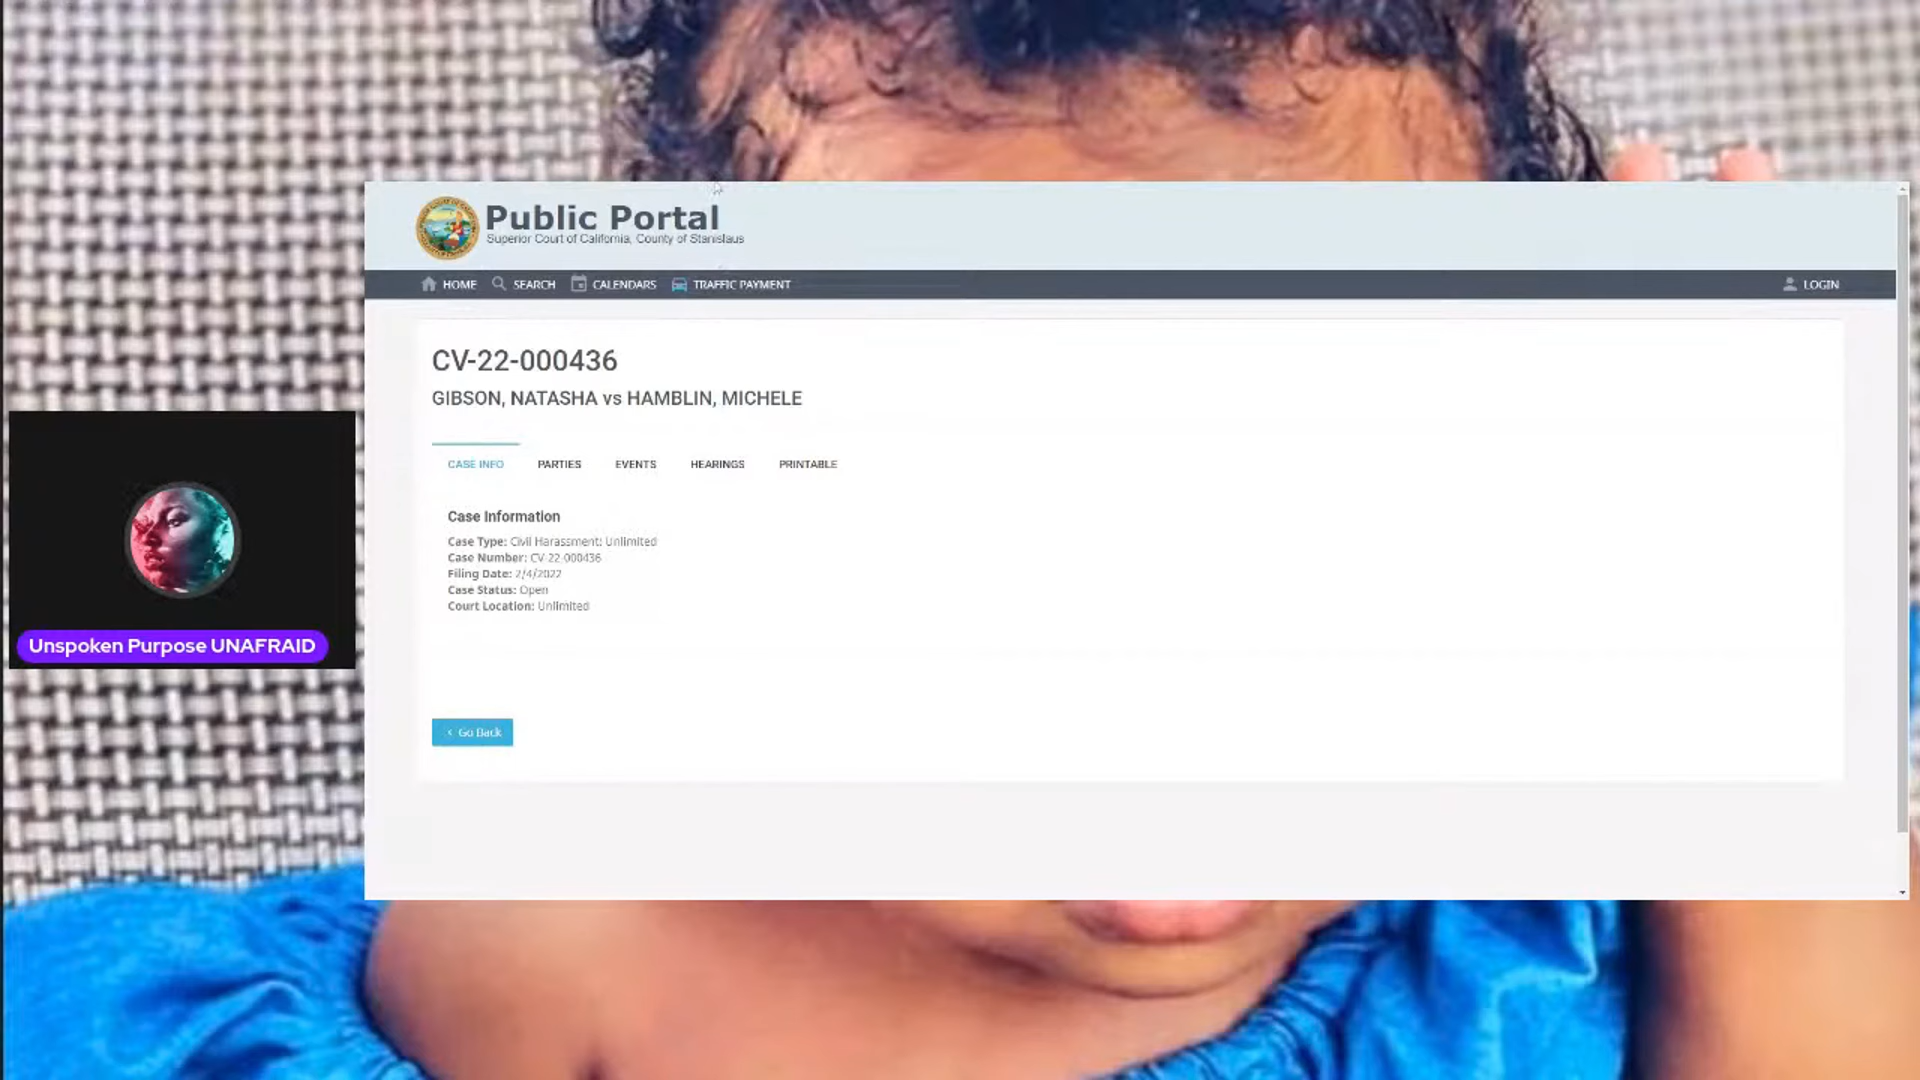 Public Portal
Superior Court of California, County of Stanislaus
HOME SEARCH CALENDARS TRAFFIC PAYMENT LOGIN
CV-22-000436
GIBSON, NATASHA vs HAMBLIN, MICHELE
CASE INFO PARTIES EVENTS HEARINGS PRINTABLE
Case Information
Case Type: Civil Harassment: Unlimited
Case Number: CV-22-000436
Filing Date: 2/4/2022
Case Status: Open
Court Location: Unlimited
Unspoken Purpose UNAFRAID
< Go Back